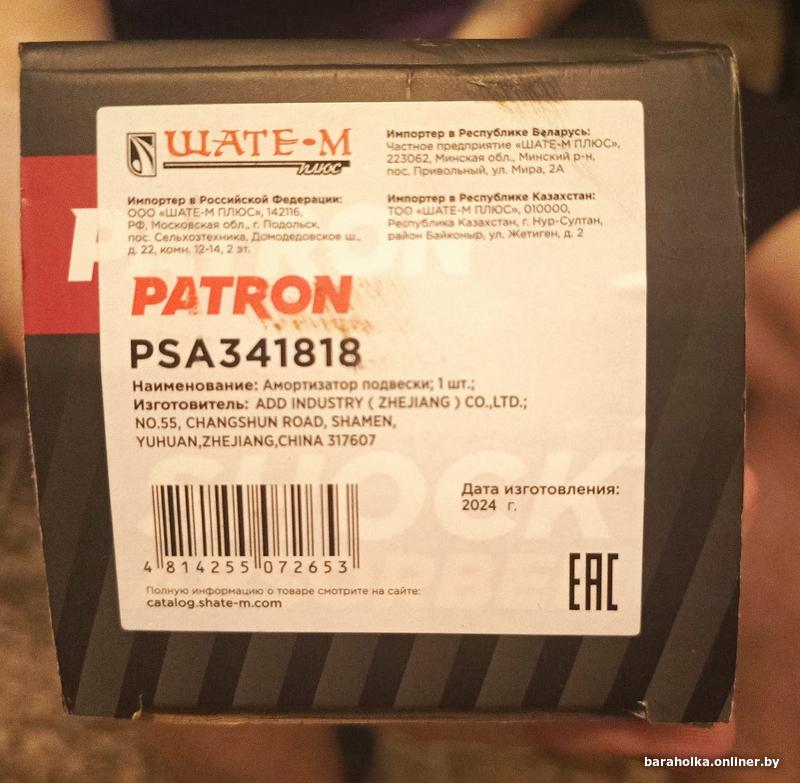 ШАТЕ-М
ПЛЮС
Импортер в Республике Беларусь:
Частное предприятие «ШАТЕ-М ПЛЮС»,
223062, Минская обл., Минский р-н,
пос. Привольный, ул. Мира, 2А
Импортер в Российской Федерации:
ООО «ШАТЕ-М ПЛЮС», 142116,
РФ, Московская обл., г. Подольск,
пос. Сельхозтехника, Домодедовское ш.,
д. 22, комн. 12-14, 2 эт.
Импортер в Республике Казахстан:
ТОО «ШАТЕ-М ПЛЮС», 010000,
Республика Казахстан, г. Нур-Султан,
район Байконыр, ул. Жетиген, д. 2
PATRON
PATRON
PSA341818
Наименование: Амортизатор подвески; 1 шт.;
Изготовитель: ADD INDUSTRY ( ZHEJIANG ) CO.,LTD.;
NO.55, CHANGSHUN ROAD, SHAMEN,
YUHUAN,ZHEJIANG,CHINA 317607
SHOCK
Дата изготовления:
2024 г.
4 814255 072653
EAC
Полную информацию о товаре смотрите на сайте:
catalog.shate-m.com
baraholka.onliner.by